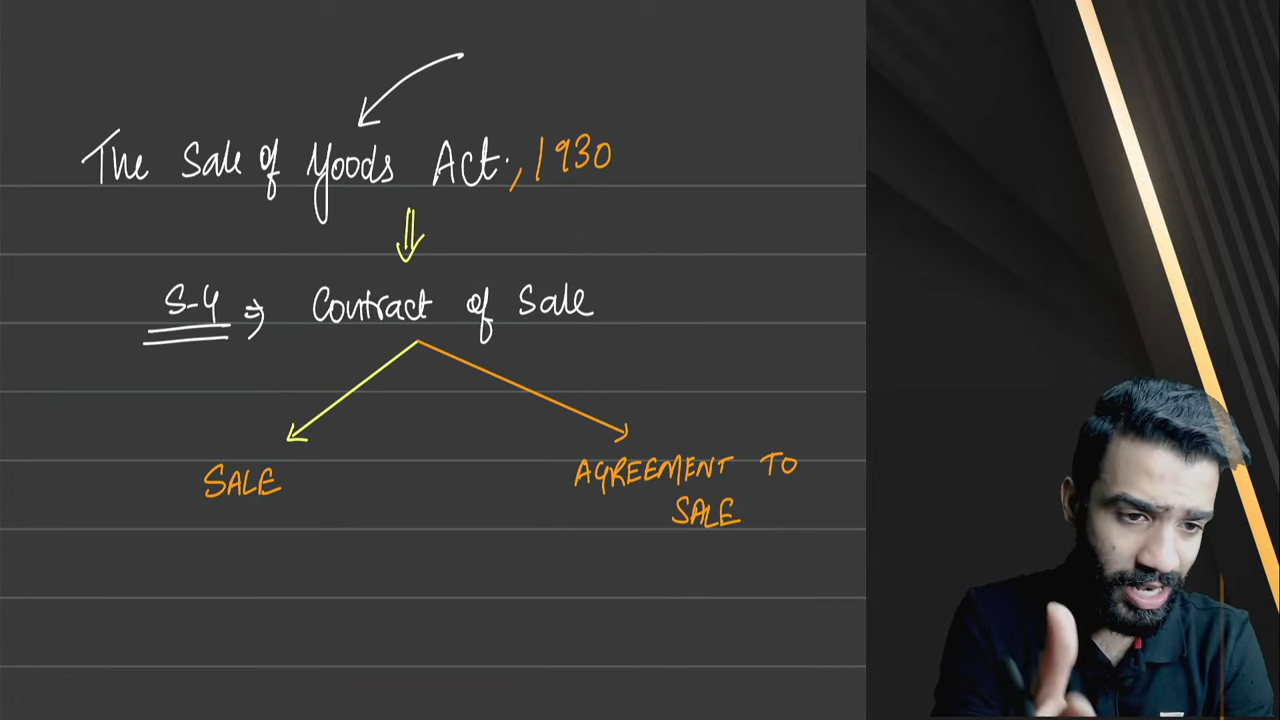 The Sale of Goods Act., 1930
S-4 ⇒ Contract of Sale
SALE
AGREEMENT TO
SALE